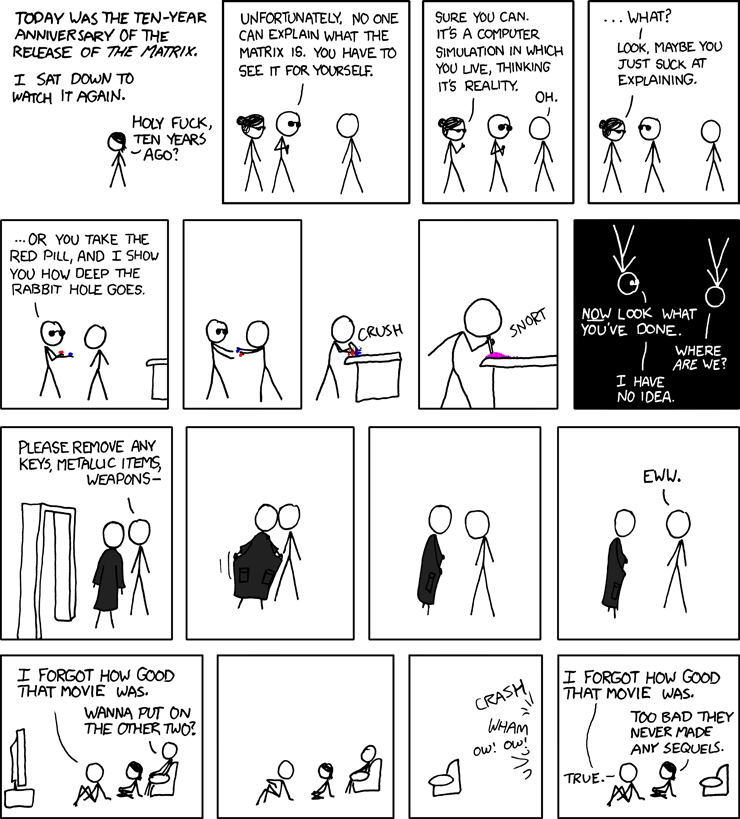 TODAY WAS THE TEN-YEAR
ANNIVERSARY OF THE
RELEASE OF THE MATRIX.
I SAT DOWN TO
WATCH IT AGAIN.
HOLY FUCK,
TEN YEARS
AGO?
UNFORTUNATELY, NO ONE
CAN EXPLAIN WHAT THE
MATRIX IS. YOU HAVE TO
SEE IT FOR YOURSELF.
SURE YOU CAN.
IT'S A COMPUTER
SIMULATION IN WHICH
YOU LIVE, THINKING
IT'S REALITY.
OH.
...WHAT?
LOOK, MAYBE YOU
JUST SUCK AT
EXPLAINING.
...OR YOU TAKE THE
RED PILL, AND I SHOW
YOU HOW DEEP THE
RABBIT HOLE GOES.
CRUSH
SNORT
NOW LOOK WHAT
YOU'VE DONE.
WHERE
ARE WE?
I HAVE
NO IDEA.
PLEASE REMOVE ANY
KEYS, METALLIC ITEMS,
WEAPONS—
EWW.
I FORGOT HOW GOOD
THAT MOVIE WAS.
WANNA PUT ON
THE OTHER TWO?
CRASH
WHAM
OW! OW!
I FORGOT HOW GOOD
THAT MOVIE WAS.
TOO BAD THEY
NEVER MADE
ANY SEQUELS.
TRUE.